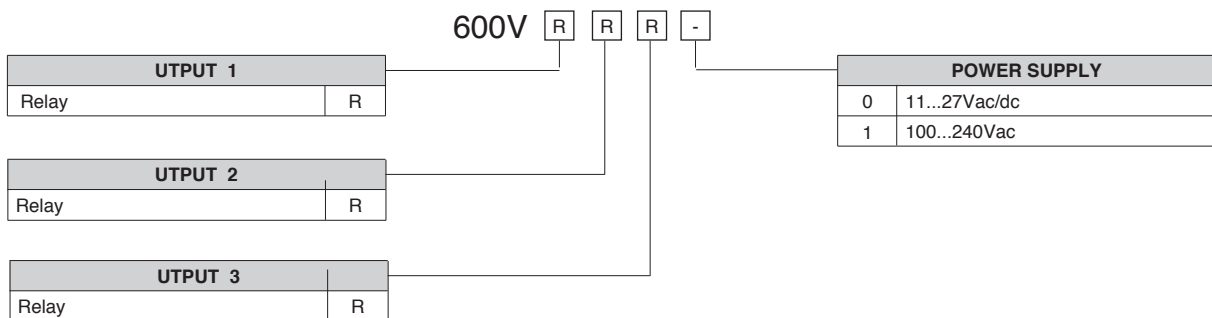 600V R R R -
UTPUT 1
Relay R
UTPUT 2
Relay R
UTPUT 3
Relay R
POWER SUPPLY
0 11...27Vac/dc
1 100...240Vac